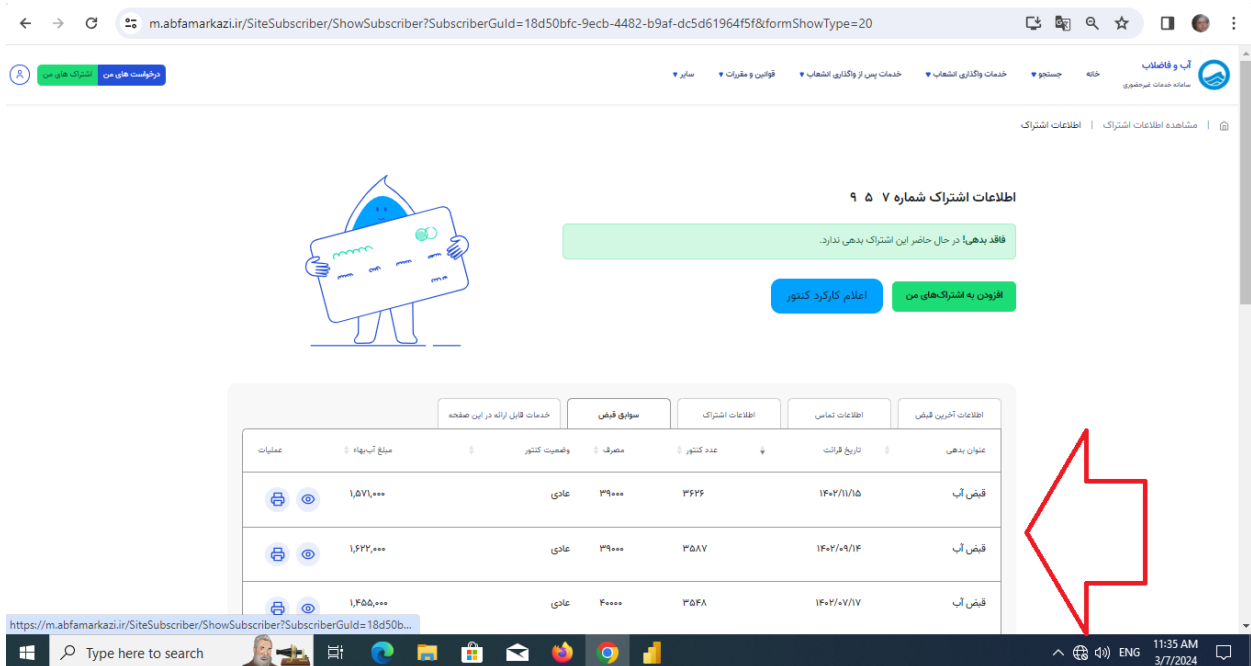 m.abfamarkazi.ir/SiteSubscriber/ShowSubscriber?SubscriberGuId=18d50bfc-9ecb-4482-b9af-dc5d61964f5f&formShowType=20
آب و فاضلاب
سامانه خدمات غیرحضوری
خانه
جستجو
خدمات واگذاری انشعاب
خدمات پس از واگذاری انشعاب
قوانین و مقررات
سایر
درخواست های من
اشتراک های من
مشاهده اطلاعات اشتراک | اطلاعات اشتراک
اطلاعات اشتراک شماره ۷ ۵ ۹
فاقد بدهی! در حال حاضر این اشتراک بدهی ندارد.
افزودن به اشتراک‌های من
اعلام کارکرد کنتور
اطلاعات آخرین قبض
اطلاعات تماس
اطلاعات اشتراک
سوابق قبض
خدمات قابل ارائه در این صفحه
عنوان بدهی تاریخ قرائت عدد کنتور مصرف وضعیت کنتور مبلغ آب‌بهاء عملیات
قبض آب ۱۴۰۲/۱۱/۱۵ ۳۶۲۶ ۳۹۰۰۰ عادی ۱,۵۷۱,۰۰۰
قبض آب ۱۴۰۲/۰۹/۱۴ ۳۵۸۷ ۳۹۰۰۰ عادی ۱,۶۲۲,۰۰۰
قبض آب ۱۴۰۲/۰۷/۱۷ ۳۵۴۸ ۴۰۰۰۰ عادی ۱,۴۵۵,۰۰۰
https://m.abfamarkazi.ir/SiteSubscriber/ShowSubscriber?SubscriberGuId=18d50b...
Type here to search
ENG
11:35 AM
3/7/2024